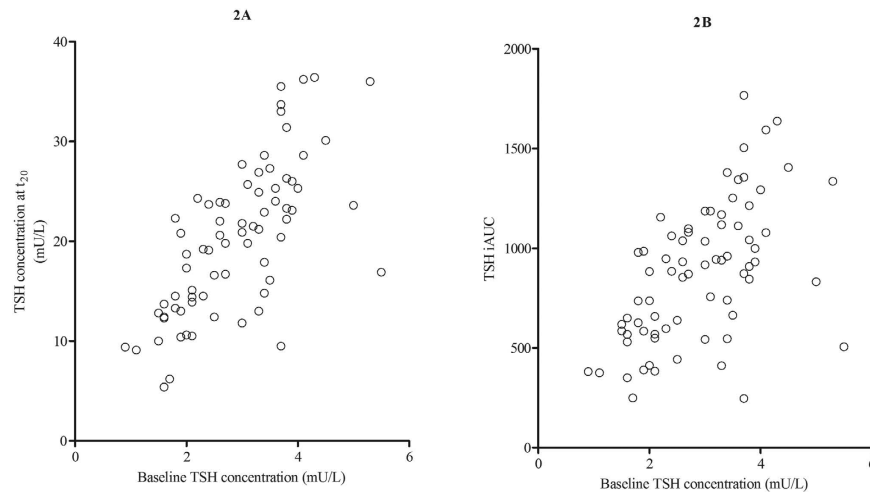 2A
40
30
20
10
0
0
2
4
6
TSH concentration at t20
(mU/L)
Baseline TSH concentration (mU/L)
2B
2000
1500
1000
500
0
0
2
4
6
TSH iAUC
Baseline TSH concentration (mU/L)